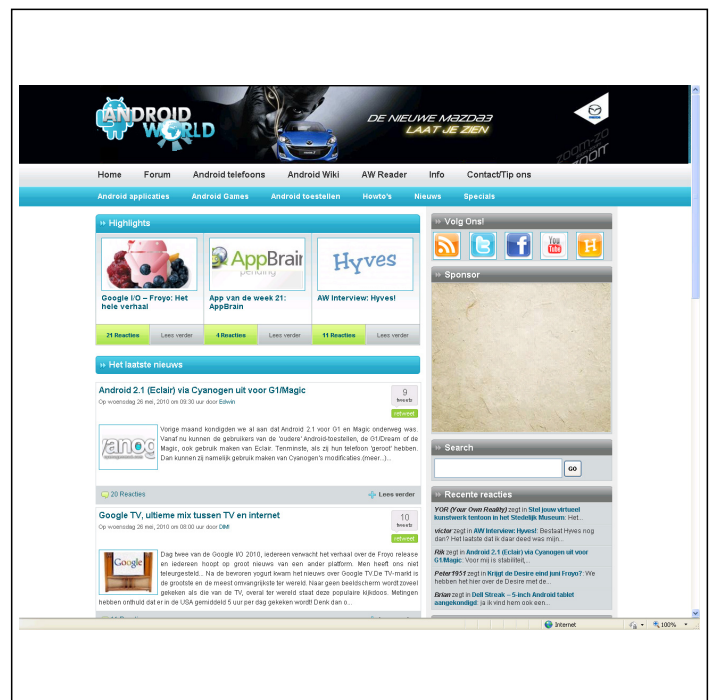 ANDROID
WORLD
DE NIEUWE MAZDA3
LAAT JE ZIEN
zoom-zoom
Home Forum Android telefoons Android Wiki AW Reader Info Contact/Tip ons
Android applicaties Android Games Android toestellen Howto's Nieuws Specials
Highlights
Google I/O – Froyo: Het
hele verhaal
21 Reacties Lees verder
AppBrain
pending
App van de week 21:
AppBrain
4 Reacties Lees verder
Hyves
AW Interview: Hyves!
11 Reacties Lees verder
Het laatste nieuws
Android 2.1 (Eclair) via Cyanogen uit voor G1/Magic
Op woensdag 26 mei, 2010 om 09:30 uur door Edwin
9
tweets
retweet
yanog
Vorige maand kondigden we al aan dat Android 2.1 voor G1 en Magic onderweg was.
Vanaf nu kunnen de gebruikers van de 'oudere' Android-toestellen, de G1/Dream of de
Magic, ook gebruik maken van Eclair. Tenminste, als zij hun telefoon 'geroot' hebben.
Dan kunnen zij namelijk gebruik maken van Cyanogen's modificaties (meer...)...
20 Reacties Lees verder
Google TV, ultieme mix tussen TV en internet
Op woensdag 26 mei, 2010 om 08:00 uur door DIM!
10
tweets
retweet
Google
Dag twee van de Google I/O 2010, iedereen verwacht het verhaal over de Froyo release
en iedereen hoopt op groot nieuws van een ander platform. Men heeft ons niet
teleurgesteld... Na de bevroren yogurt kwam het nieuws over Google TV.De TV-markt is
de grootste en de meest omvangrijkste ter wereld. Naar geen beeldscherm wordt zoveel
gekeken als die van de TV, overal ter wereld staat deze populaire kijkdoos. Metingen
hebben onthuld dat er in de USA gemiddeld 5 uur per dag gekeken wordt! Denk dan o...
Volg Ons!
You
Tube
H
Sponsor
Search
GO
Recente reacties
YOR (Your Own Reality) zegt in Stel jouw virtueel
kunstwerk tentoon in het Stedelijk Museum: Het...
victor zegt in AW Interview: Hyves!: Bestaat Hyves nog
dan? Het laatste dat ik daar deed was mijn...
Rik zegt in Android 2.1 (Eclair) via Cyanogen uit voor
G1/Magic: Voor mij is stabiliteit,...
Peter1951 zegt in Krijgt de Desire eind juni Froyo?: We
hebben het hier over de Desire met de...
Brian zegt in Dell Streak – 5-inch Android tablet
aangekondigd: ja ik vind hem ook een...
Internet 100%